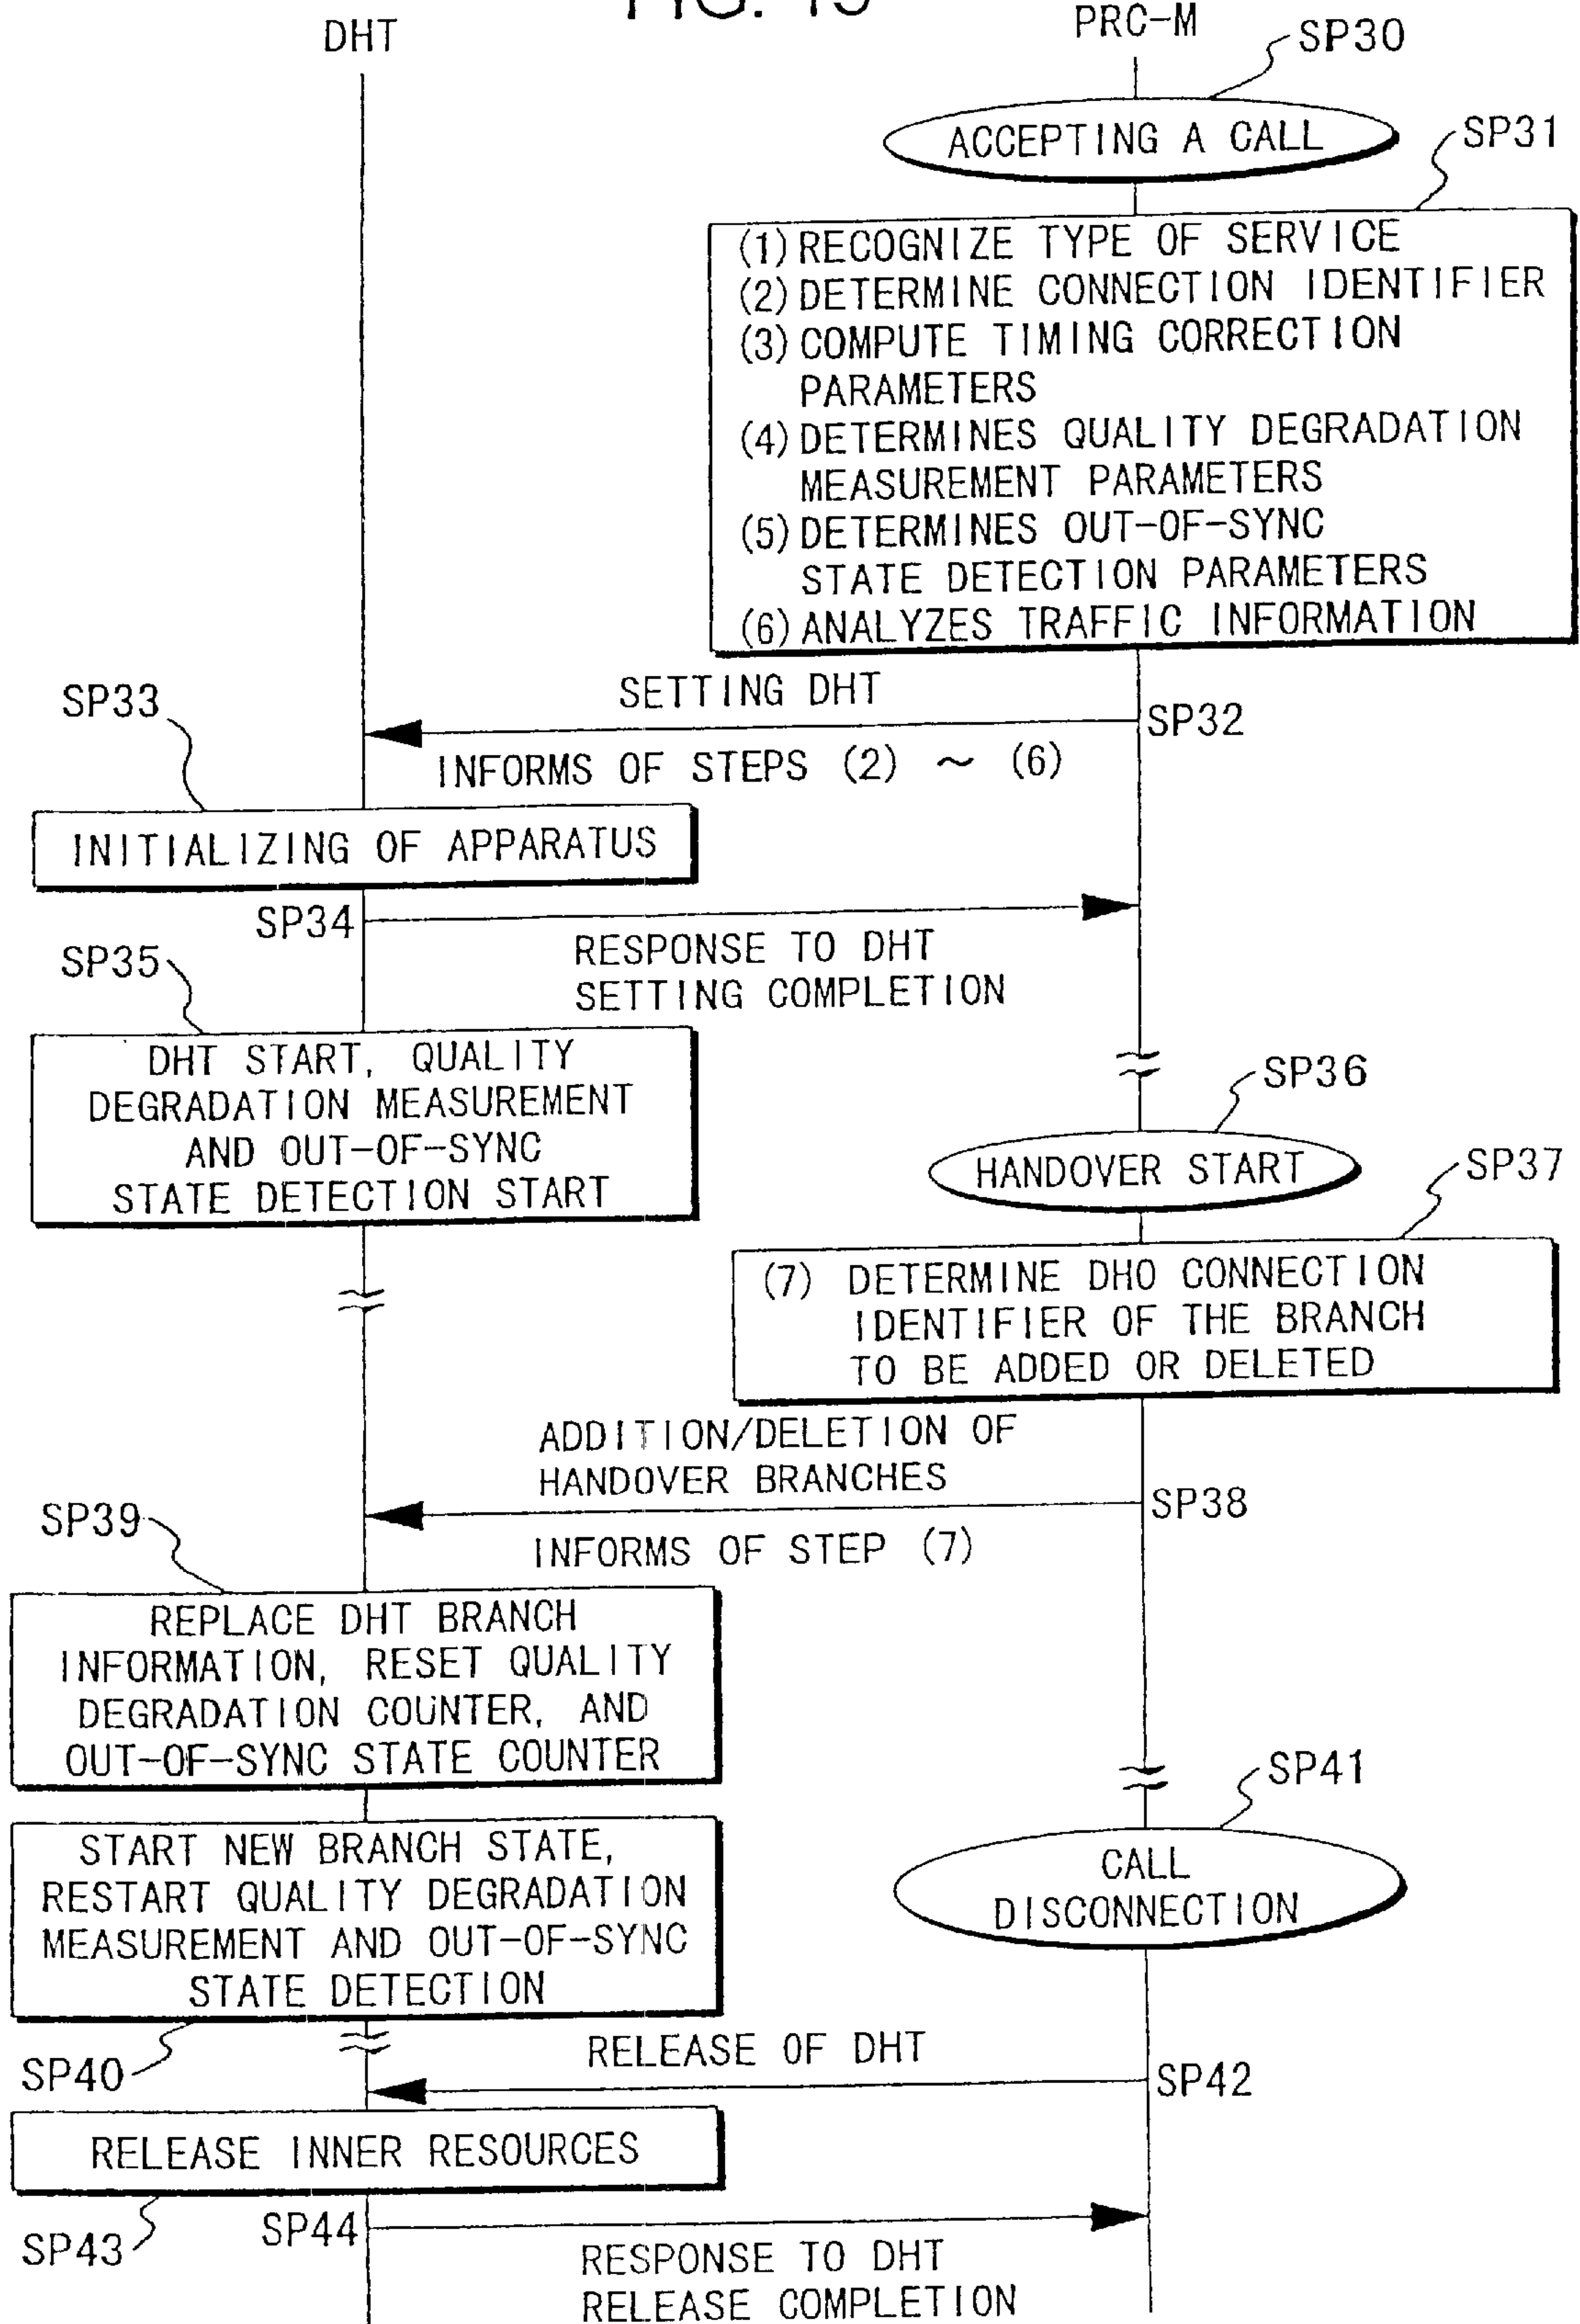 DHT
PRC-M
SP30
ACCEPTING A CALL
SP31
(1) RECOGNIZE TYPE OF SERVICE
(2) DETERMINE CONNECTION IDENTIFIER
(3) COMPUTE TIMING CORRECTION
PARAMETERS
(4) DETERMINES QUALITY DEGRADATION
MEASUREMENT PARAMETERS
(5) DETERMINES OUT-OF-SYNC
STATE DETECTION PARAMETERS
(6) ANALYZES TRAFFIC INFORMATION
SETTING DHT
SP32
SP33
INFORMS OF STEPS (2) ~ (6)
INITIALIZING OF APPARATUS
SP34
RESPONSE TO DHT
SETTING COMPLETION
SP35
DHT START, QUALITY
DEGRADATION MEASUREMENT
AND OUT-OF-SYNC
STATE DETECTION START
SP36
HANDOVER START
SP37
(7) DETERMINE DHO CONNECTION
IDENTIFIER OF THE BRANCH
TO BE ADDED OR DELETED
ADDITION/DELETION OF
HANDOVER BRANCHES
SP38
SP39
INFORMS OF STEP (7)
REPLACE DHT BRANCH
INFORMATION, RESET QUALITY
DEGRADATION COUNTER, AND
OUT-OF-SYNC STATE COUNTER
SP41
START NEW BRANCH STATE,
RESTART QUALITY DEGRADATION
MEASUREMENT AND OUT-OF-SYNC
STATE DETECTION
CALL
DISCONNECTION
SP40
RELEASE OF DHT
SP42
RELEASE INNER RESOURCES
SP43
SP44
RESPONSE TO DHT
RELEASE COMPLETION